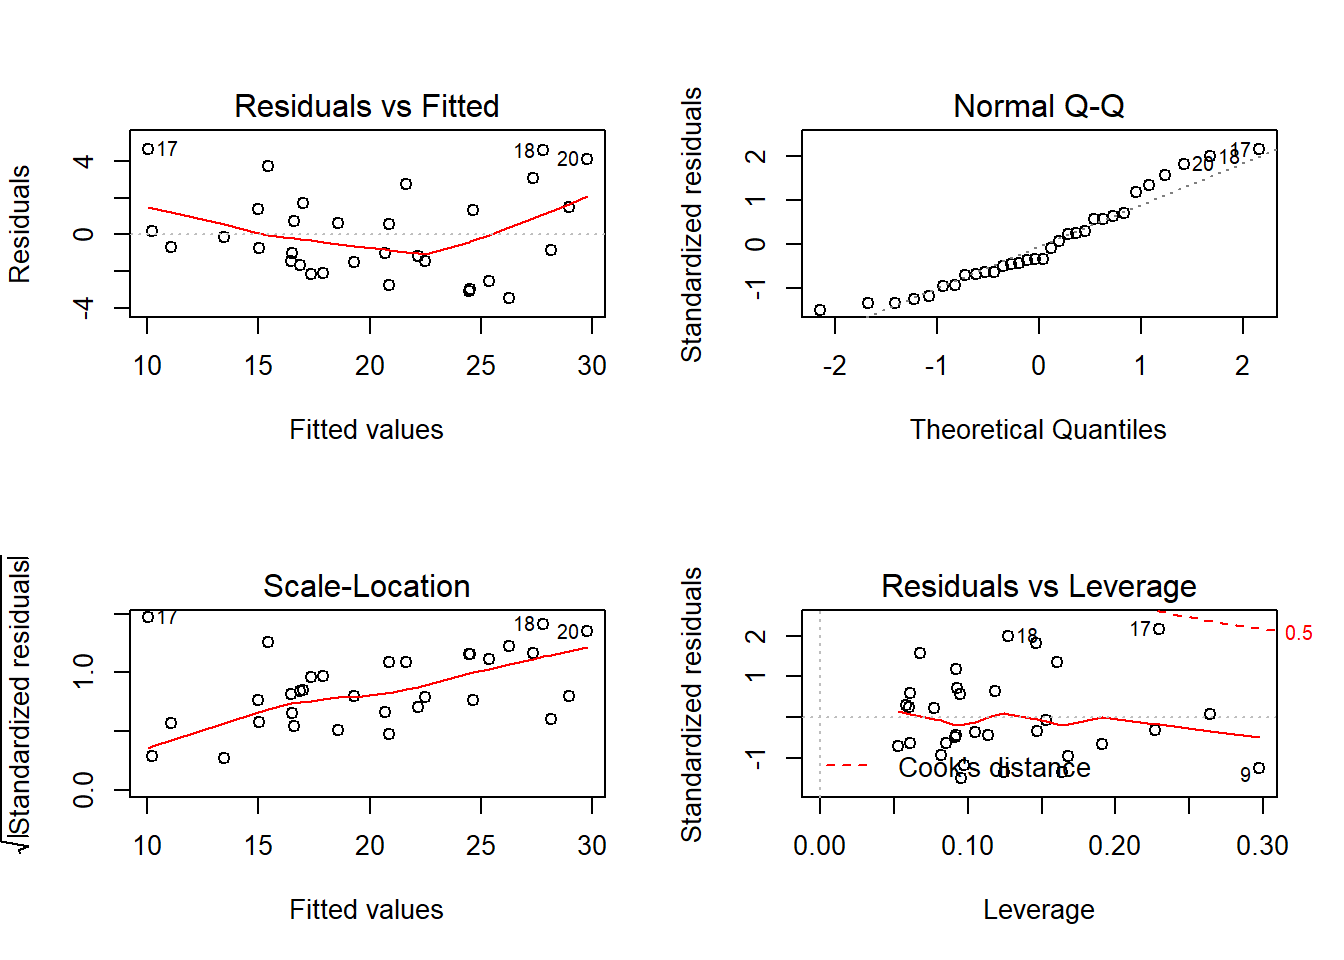 Residuals vs Fitted
Residuals
4
0
-4
17
18
20
10 15 20 25 30
Fitted values
Normal Q-Q
Standardized residuals
2
1
0
-1
17
18
20
-2 -1 0 1 2
Theoretical Quantiles
Scale-Location
√|Standardized residuals|
1.0
0.0
17
18
20
10 15 20 25 30
Fitted values
Residuals vs Leverage
Standardized residuals
2
1
-1
17
18
9
0.5
Cook's distance
0.00 0.10 0.20 0.30
Leverage